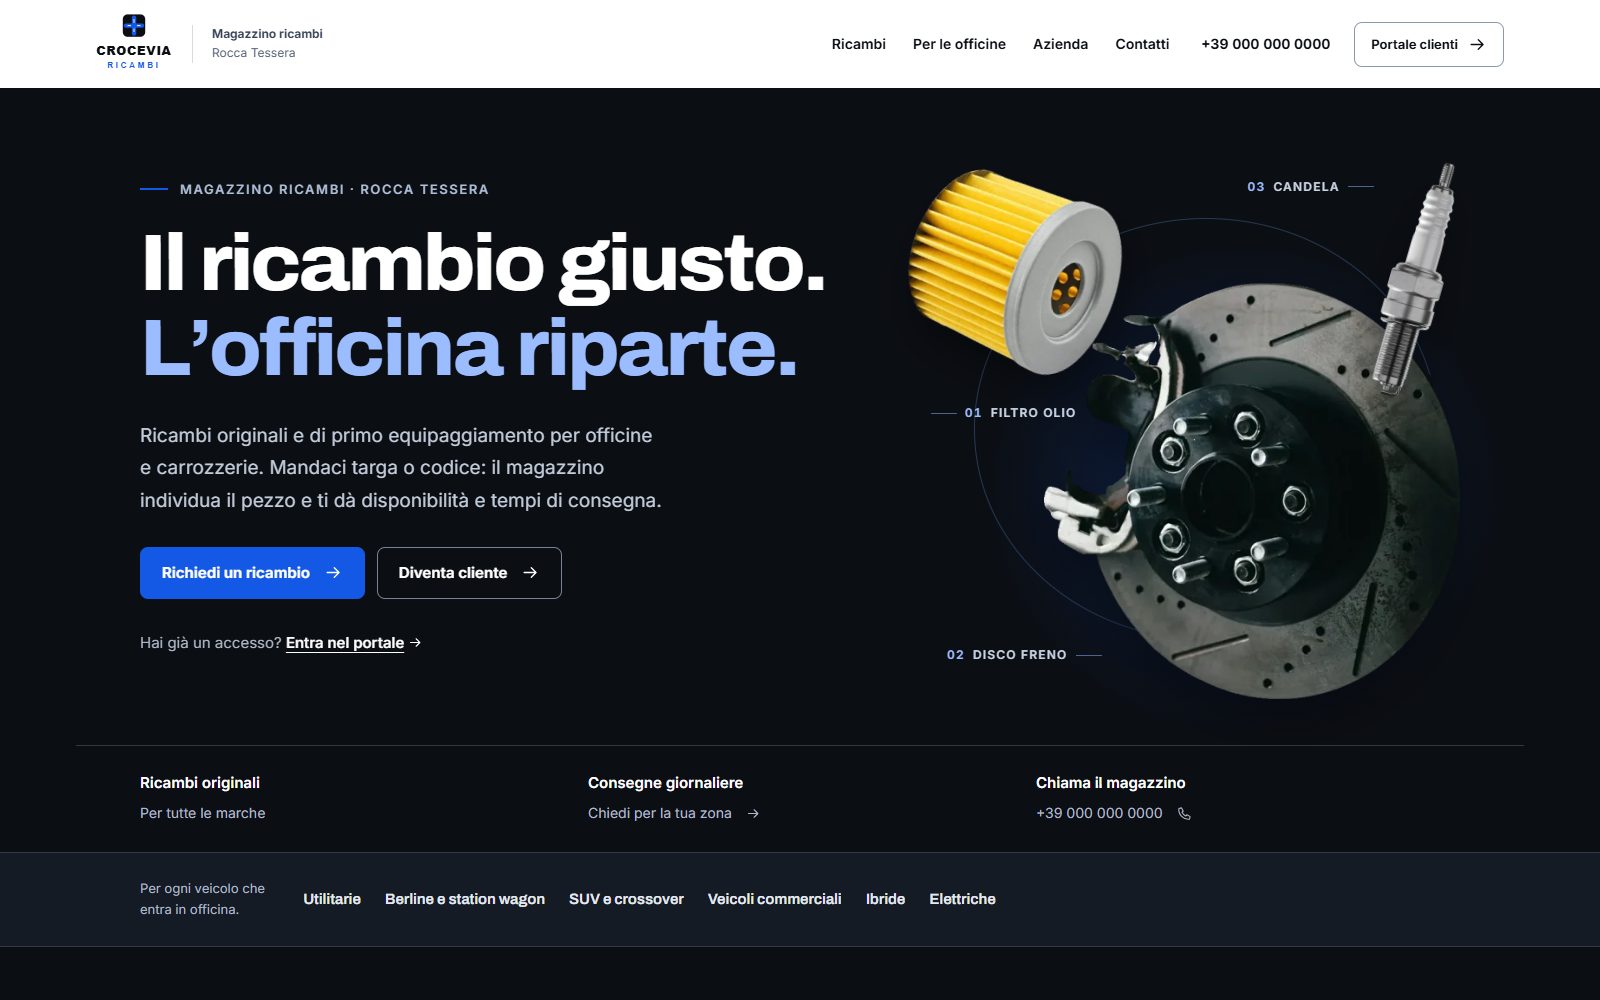 CROCEVIA
RICAMBI
Magazzino ricambi
Rocca Tessera
Ricambi
Per le officine
Azienda
Contatti
+39 000 000 0000
Portale clienti →
MAGAZZINO RICAMBI · ROCCA TESSERA
Il ricambio giusto.
L’officina riparte.
Ricambi originali e di primo equipaggiamento per officine
e carrozzerie. Mandaci targa o codice: il magazzino
individua il pezzo e ti dà disponibilità e tempi di consegna.
Richiedi un ricambio →
Diventa cliente →
Hai già un accesso? Entra nel portale →
03 CANDELA
01 FILTRO OLIO
02 DISCO FRENO
Ricambi originali
Per tutte le marche
Consegne giornaliere
Chiedi per la tua zona →
Chiama il magazzino
+39 000 000 0000
Per ogni veicolo che
entra in officina.
Utilitarie
Berline e station wagon
SUV e crossover
Veicoli commerciali
Ibride
Elettriche